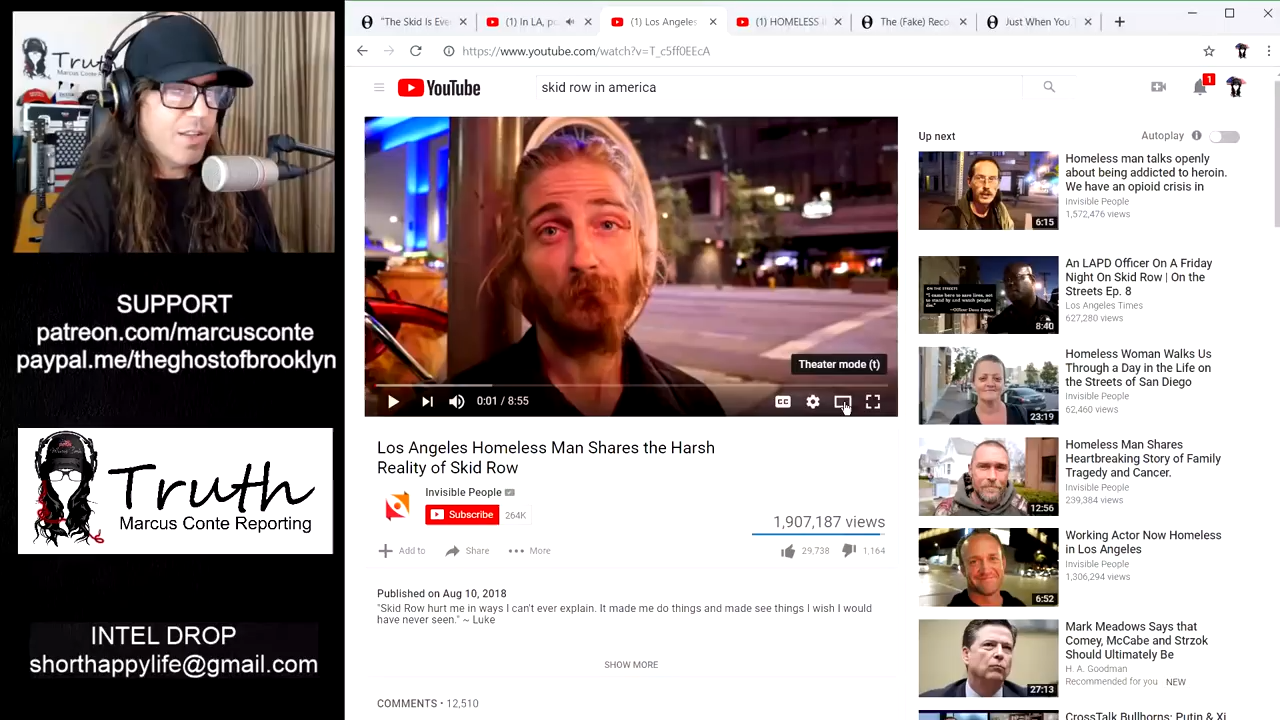 Truth
Marcus Conte Reporting
SUPPORT
patreon.com/marcusconte
paypal.me/theghostofbrooklyn
Truth
Marcus Conte Reporting
INTEL DROP
shorthappylife@gmail.com
"The Skid Is Eve
(1) In LA, po
(1) Los Angeles
(1) HOMELESS
The (Fake) Reco
Just When You
https://www.youtube.com/watch?v=T_c5ff0EEcA
YouTube
skid row in america
1
Theater mode (t)
CC
0:01 / 8:55
Los Angeles Homeless Man Shares the Harsh
Reality of Skid Row
Invisible People
Subscribe
264K
1,907,187 views
Add to
Share
More
29,738
1,164
Published on Aug 10, 2018
"Skid Row hurt me in ways I can't ever explain. It made me do things and made see things I wish I would
have never seen." ~ Luke
SHOW MORE
COMMENTS • 12,510
Up next
Autoplay
6:15
Homeless man talks openly
about being addicted to heroin.
We have an opioid crisis in
Invisible People
1,572,476 views
ON THE STREETS
8:40
An LAPD Officer On A Friday
Night On Skid Row | On the
Streets Ep. 8
Los Angeles Times
627,280 views
23:19
Homeless Woman Walks Us
Through a Day in the Life on
the Streets of San Diego
Invisible People
62,460 views
12:56
Homeless Man Shares
Heartbreaking Story of Family
Tragedy and Cancer.
Invisible People
239,384 views
6:52
Working Actor Now Homeless
in Los Angeles
Invisible People
1,306,294 views
27:13
Mark Meadows Says that
Comey, McCabe and Strzok
Should Ultimately Be
H. A. Goodman
Recommended for you NEW
CrossTalk Bullhorns: Putin & Xi